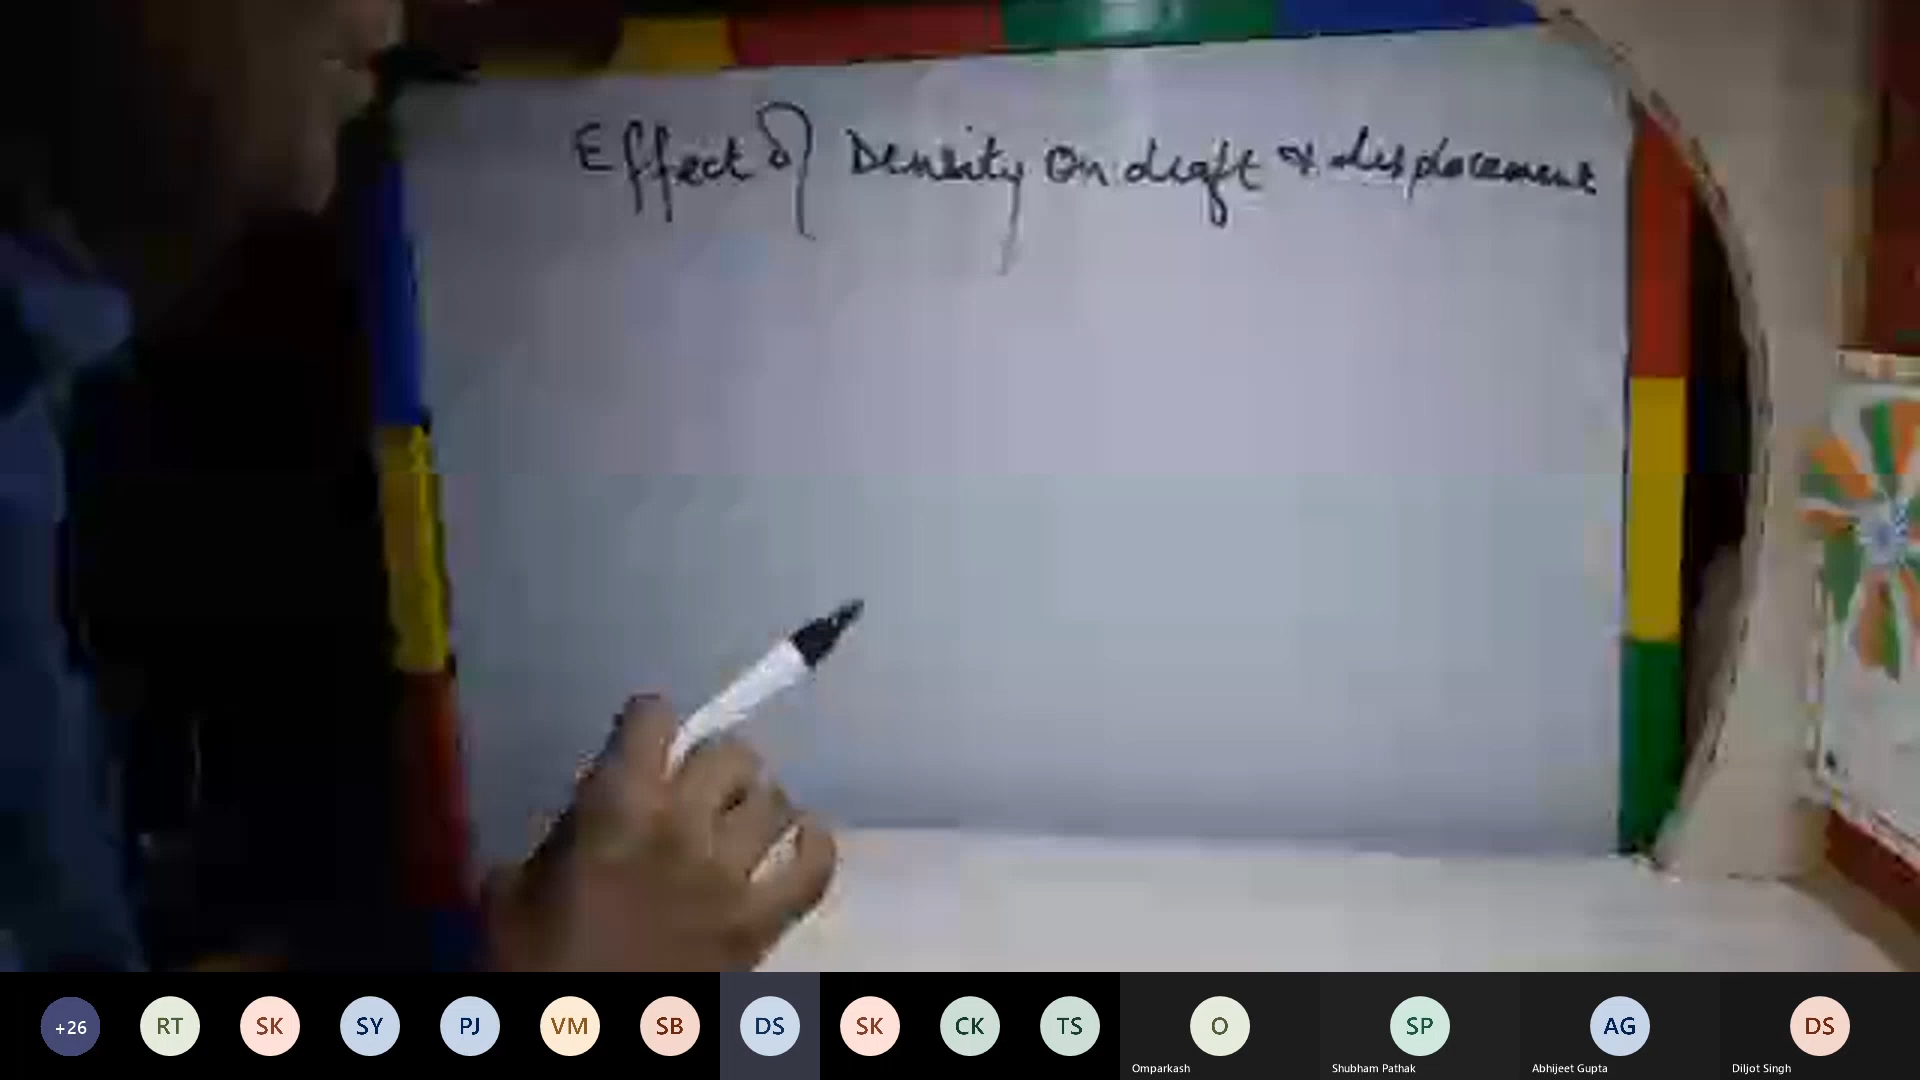 Effect of Density On draft & displacement
+26
RT
SK
SY
PJ
VM
SB
DS
SK
CK
TS
O
SP
AG
DS
Omparkash
Shubham Pathak
Abhijeet Gupta
Diljot Singh